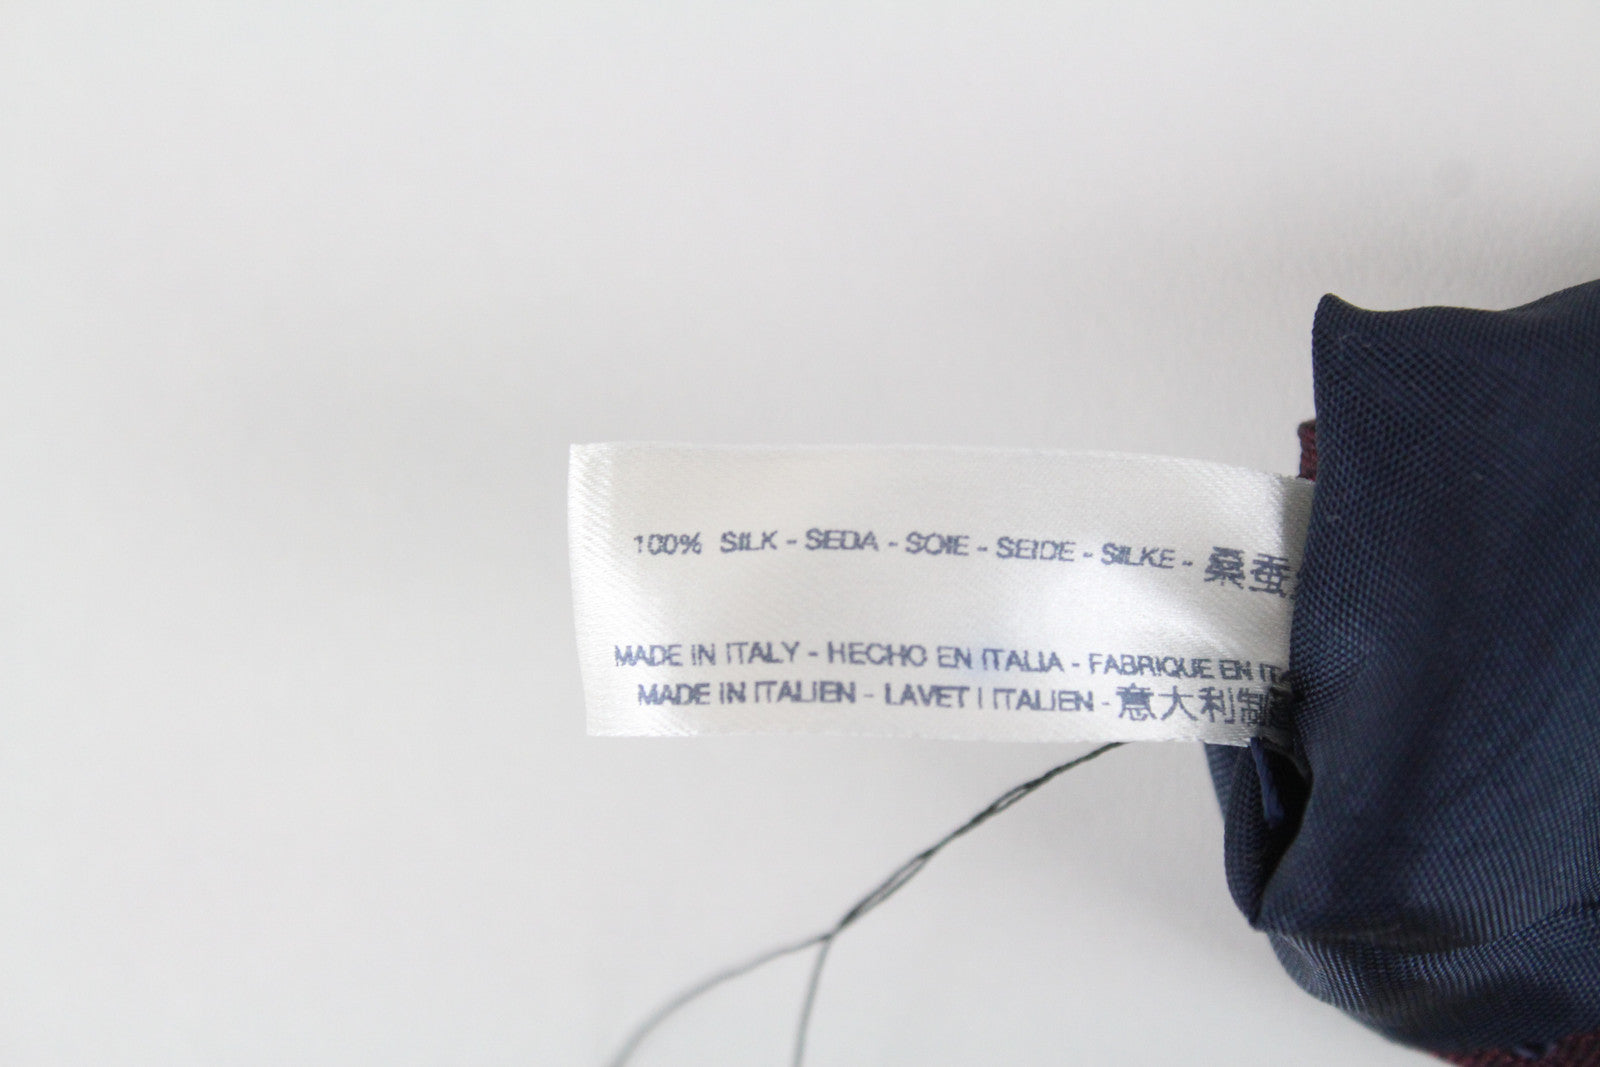 100% SILK - SEDA - SOIE - SEIDE - SILKE - 桑蚕
MADE IN ITALY - HECHO EN ITALIA - FABRIQUE EN
MADE IN ITALIEN - LAVET I ITALIEN - 意大利制